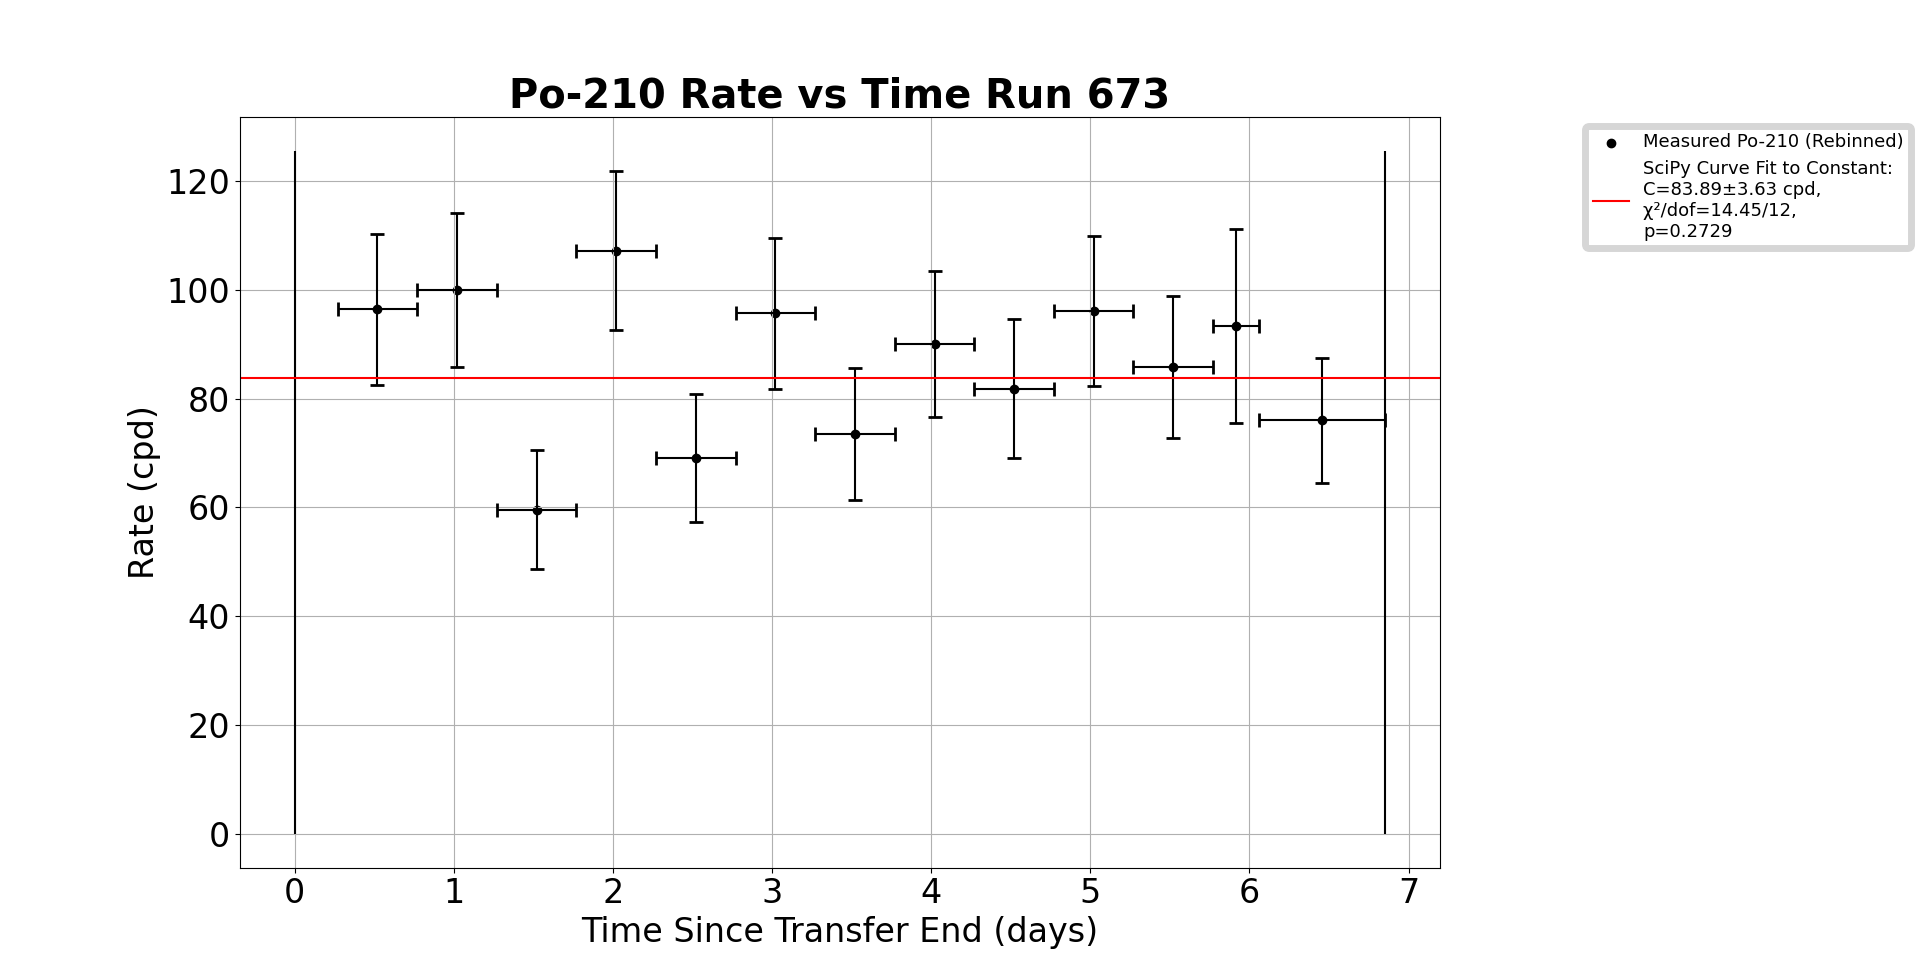 Po-210 Rate vs Time Run 673
Measured Po-210 (Rebinned)
SciPy Curve Fit to Constant:
C=83.89±3.63 cpd,
χ²/dof=14.45/12,
p=0.2729
Rate (cpd)
120
100
80
60
40
20
0
0 1 2 3 4 5 6 7
Time Since Transfer End (days)